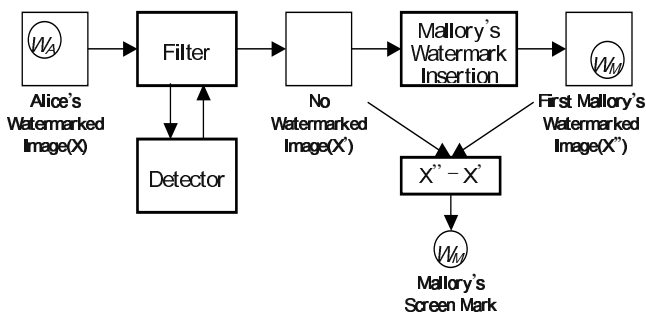 W_A
Filter
Mallory's
Watermark
Insertion
W_M
Alice's
Watermarked
Image(X)
No
Watermarked
Image(X')
First Mallory's
Watermarked
Image(X'')
Detector
X'' - X'
W_M
Mallory's
Screen Mark